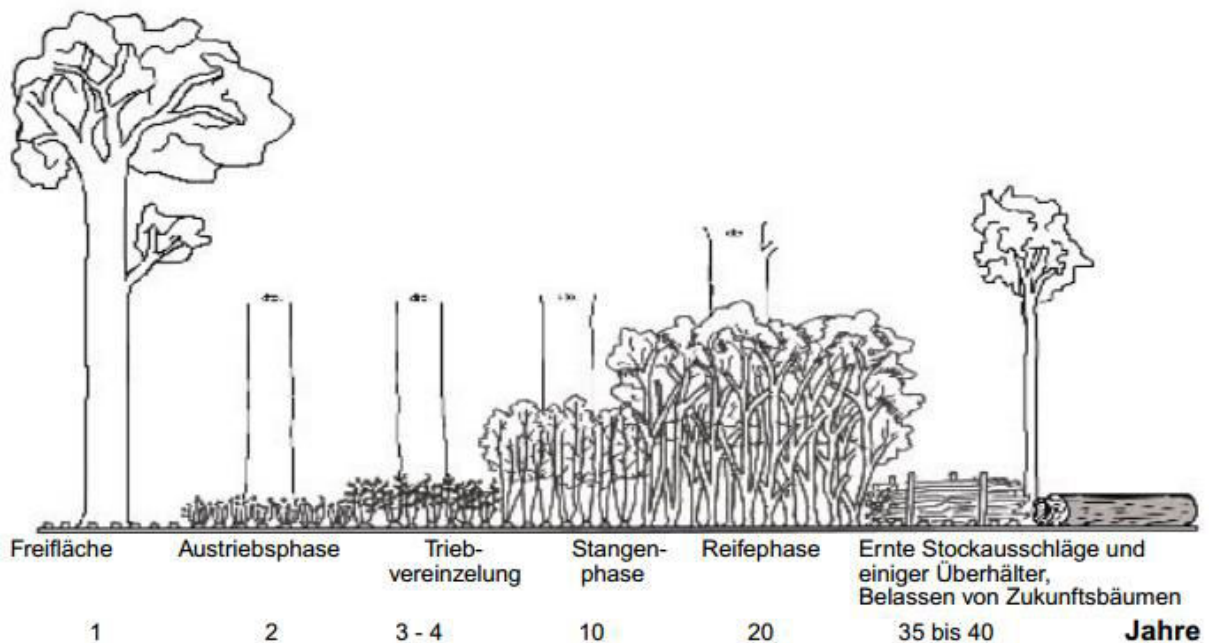 Freifläche
Austriebsphase
Trieb-
vereinzelung
Stangen-
phase
Reifephase
Ernte Stockausschläge und
einiger Überhälter,
Belassen von Zukunftsbäumen
1
2
3 - 4
10
20
35 bis 40
Jahre